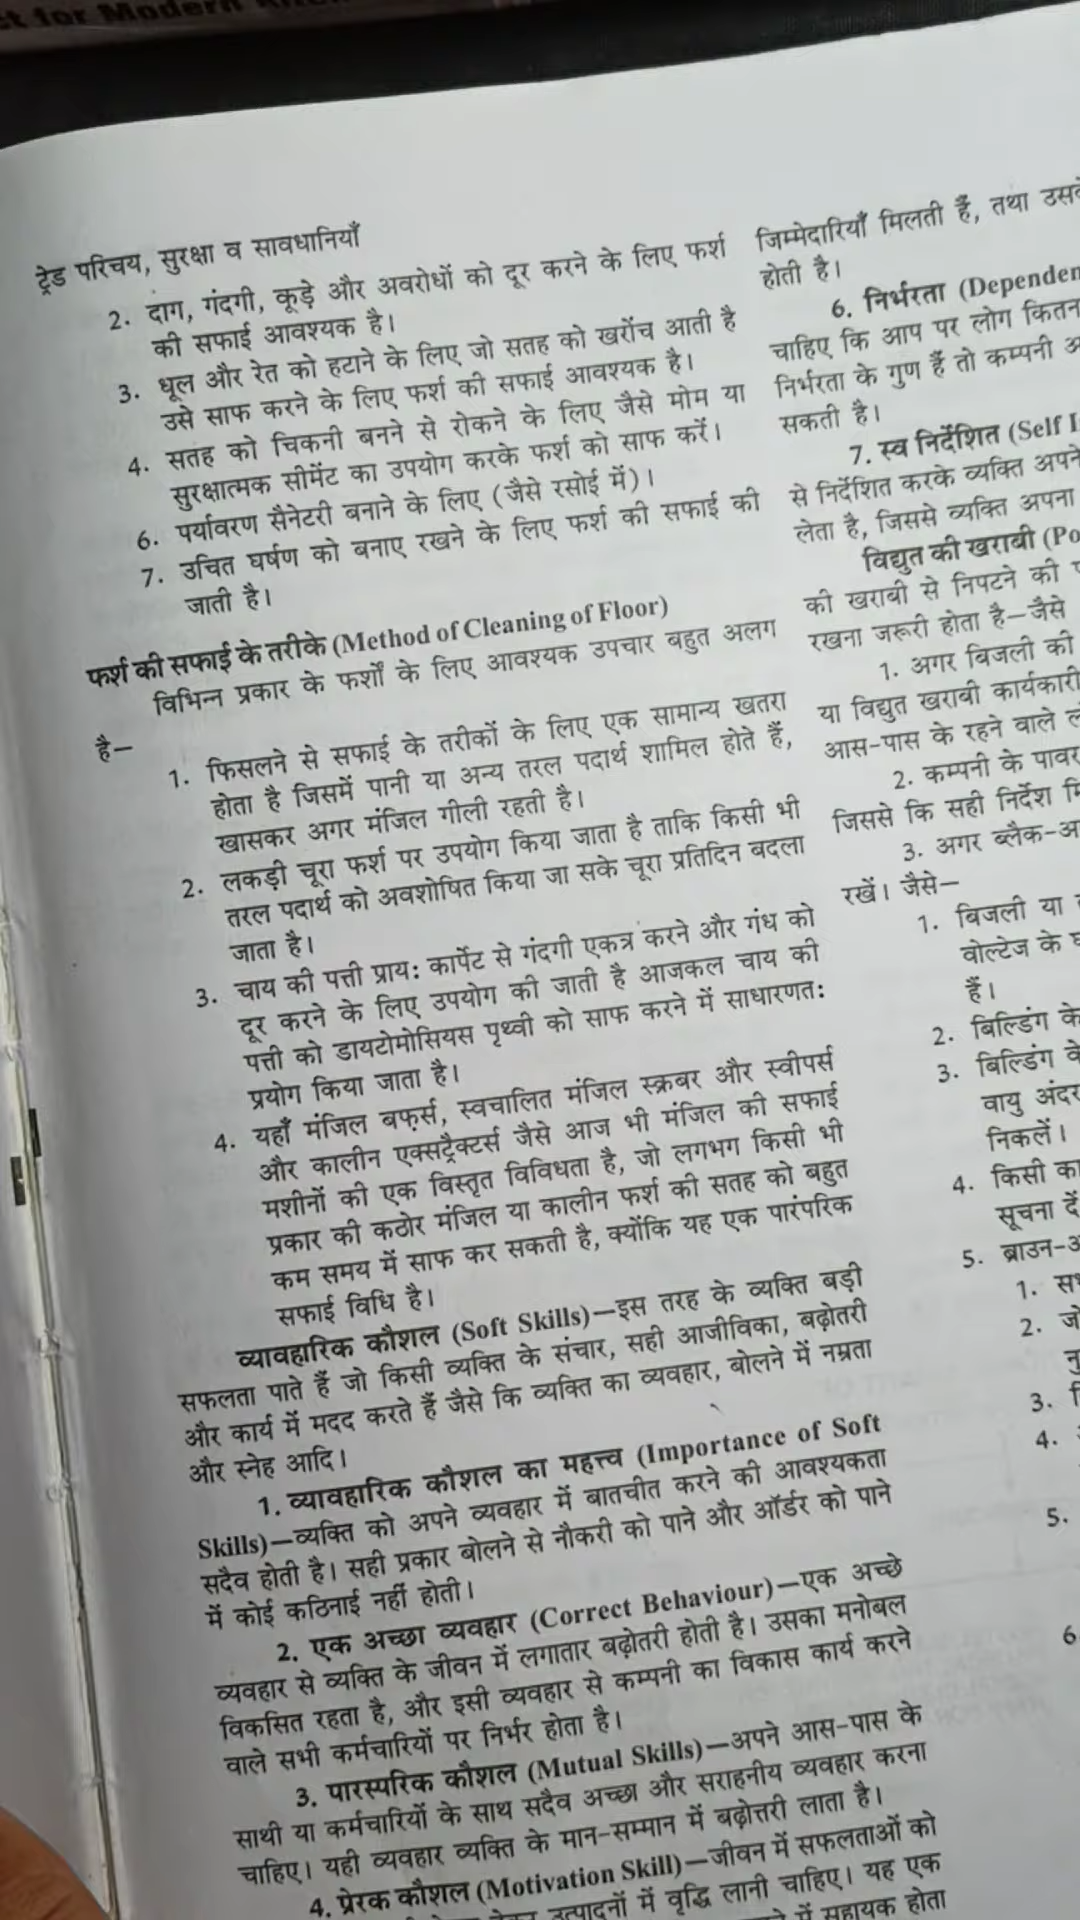 ct for Modern
ट्रेड परिचय, सुरक्षा व सावधानियाँ
2. दाग, गंदगी, कूड़े और अवरोधों को दूर करने के लिए फर्श
की सफाई आवश्यक है।
3. धूल और रेत को हटाने के लिए जो सतह को खरोंच आती है
उसे साफ करने के लिए फर्श की सफाई आवश्यक है।
4. सतह को चिकनी बनने से रोकने के लिए जैसे मोम या
सुरक्षात्मक सीमेंट का उपयोग करके फर्श को साफ करें।
6. पर्यावरण सैनेटरी बनाने के लिए (जैसे रसोई में)।
7. उचित घर्षण को बनाए रखने के लिए फर्श की सफाई की
जाती है।
फर्श की सफाई के तरीके (Method of Cleaning of Floor)
विभिन्न प्रकार के फर्शों के लिए आवश्यक उपचार बहुत अलग
है—
1. फिसलने से सफाई के तरीकों के लिए एक सामान्य खतरा
होता है जिसमें पानी या अन्य तरल पदार्थ शामिल होते हैं,
खासकर अगर मंजिल गीली रहती है।
2. लकड़ी चूरा फर्श पर उपयोग किया जाता है ताकि किसी भी
तरल पदार्थ को अवशोषित किया जा सके चूरा प्रतिदिन बदला
जाता है।
3. चाय की पत्ती प्राय: कार्पेट से गंदगी एकत्र करने और गंध को
दूर करने के लिए उपयोग की जाती है आजकल चाय की
पत्ती को डायटोमोसियस पृथ्वी को साफ करने में साधारणत:
प्रयोग किया जाता है।
4. यहाँ मंजिल बफ़र्स, स्वचालित मंजिल स्क्रबर और स्वीपर्स
और कालीन एक्सट्रैक्टर्स जैसे आज भी मंजिल की सफाई
मशीनों की एक विस्तृत विविधता है, जो लगभग किसी भी
प्रकार की कठोर मंजिल या कालीन फर्श की सतह को बहुत
कम समय में साफ कर सकती है, क्योंकि यह एक पारंपरिक
सफाई विधि है।
व्यावहारिक कौशल (Soft Skills)—इस तरह के व्यक्ति बड़ी
सफलता पाते हैं जो किसी व्यक्ति के संचार, सही आजीविका, बढ़ोतरी
और कार्य में मदद करते हैं जैसे कि व्यक्ति का व्यवहार, बोलने में नम्रता
और स्नेह आदि।
1. व्यावहारिक कौशल का महत्त्व (Importance of Soft
Skills)—व्यक्ति को अपने व्यवहार में बातचीत करने की आवश्यकता
सदैव होती है। सही प्रकार बोलने से नौकरी को पाने और ऑर्डर को पाने
में कोई कठिनाई नहीं होती।
2. एक अच्छा व्यवहार (Correct Behaviour)—एक अच्छे
व्यवहार से व्यक्ति के जीवन में लगातार बढ़ोतरी होती है। उसका मनोबल
विकसित रहता है, और इसी व्यवहार से कम्पनी का विकास कार्य करने
वाले सभी कर्मचारियों पर निर्भर होता है।
3. पारस्परिक कौशल (Mutual Skills)—अपने आस-पास के
साथी या कर्मचारियों के साथ सदैव अच्छा और सराहनीय व्यवहार करना
चाहिए। यही व्यवहार व्यक्ति के मान-सम्मान में बढ़ोत्तरी लाता है।
4. प्रेरक कौशल (Motivation Skill)—जीवन में सफलताओं को
उत्पादनों में वृद्धि लानी चाहिए। यह एक
में सहायक होता
जिम्मेदारियाँ मिलती हैं, तथा
होती है।
6. निर्भरता (Dependen
चाहिए कि आप पर लोग कितन
निर्भरता के गुण हैं तो कम्पनी
सकती है।
7. स्व निर्देशित (Self I
से निर्देशित करके व्यक्ति अपने
लेता है, जिससे व्यक्ति अपना
विद्युत की खराबी (Po
की खराबी से निपटने की
रखना जरूरी होता है—जैसे
1. अगर बिजली की
या विद्युत खराबी कार्यकारी
आस-पास के रहने वाले
2. कम्पनी के पावर
जिससे कि सही निर्देश
3. अगर ब्लैक-अ
रखें। जैसे—
1. बिजली या
वोल्टेज के
हैं।
2. बिल्डिंग के
3. बिल्डिंग के
वायु अंदर
निकलें।
4. किसी का
सूचना दें
5. ब्राउन-अ
1.
2.
3.
4.
5.
6